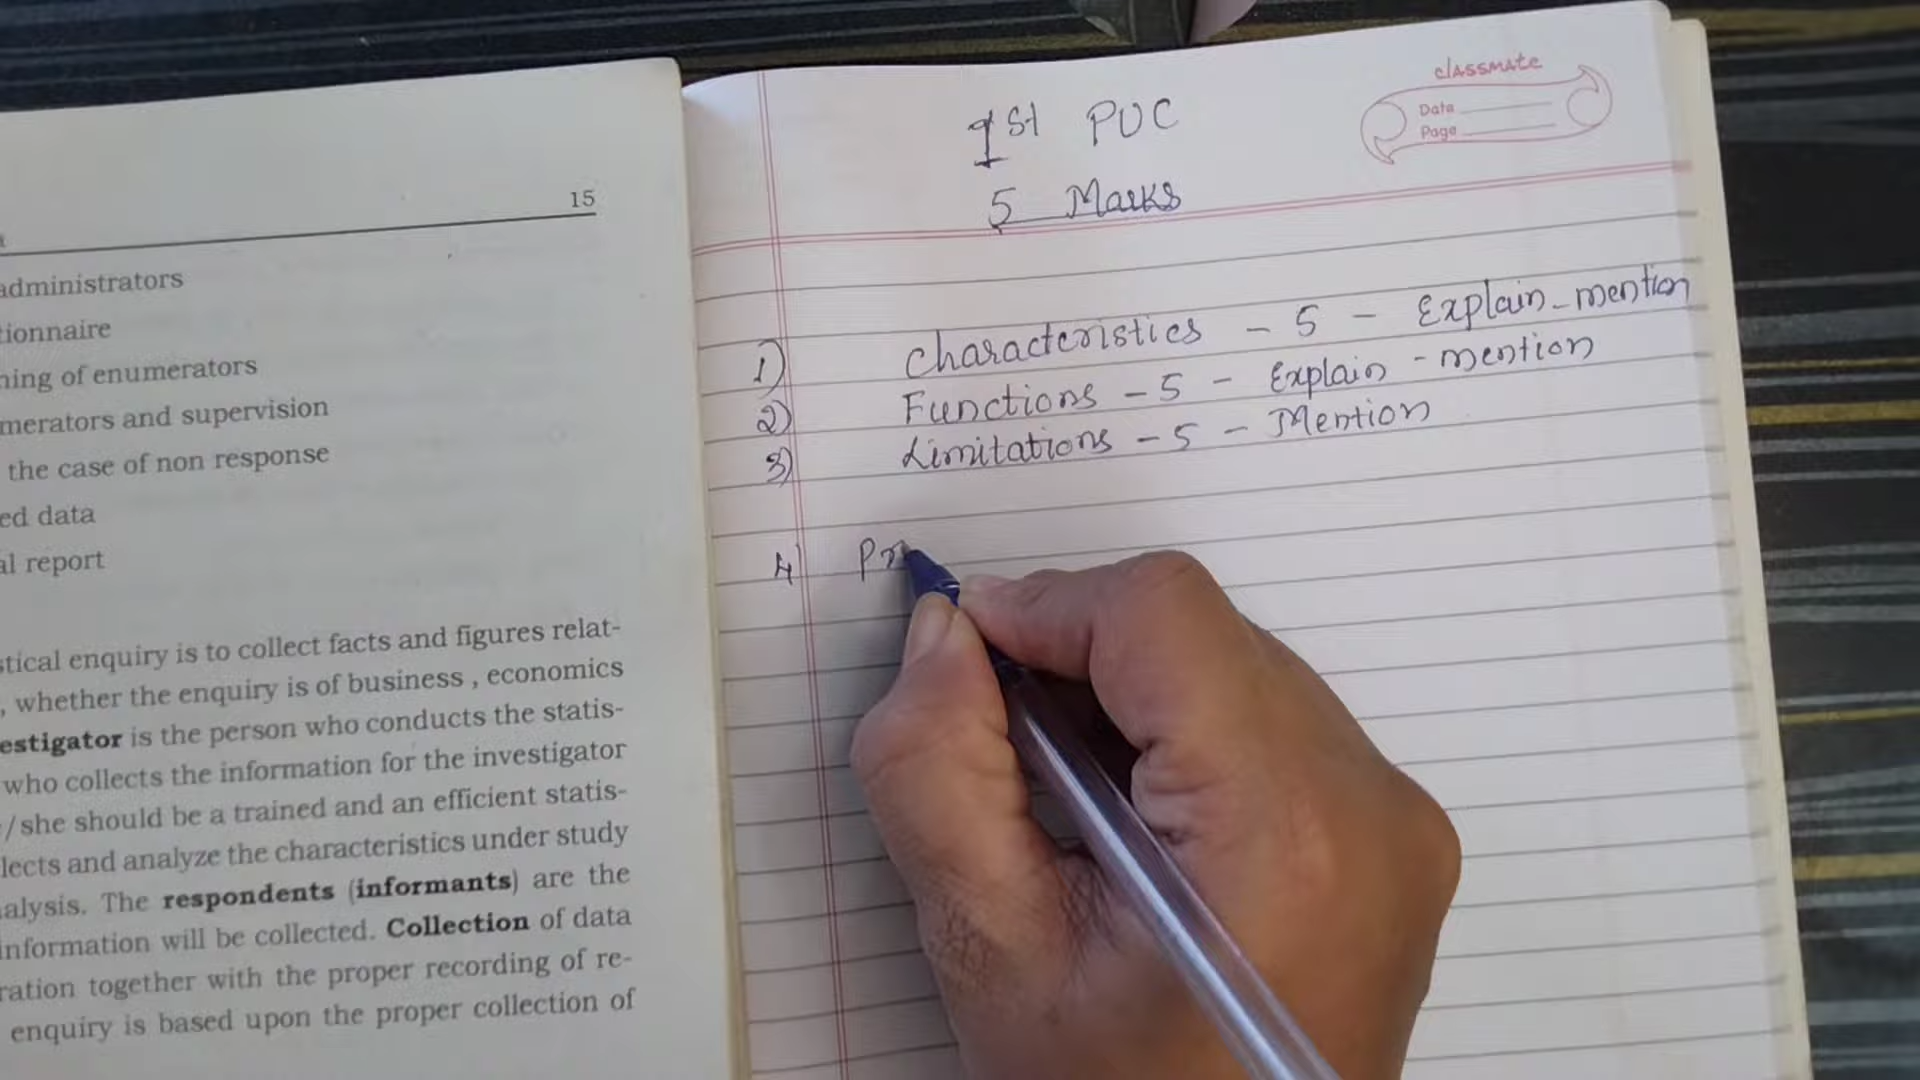 15
administrators
tionnaire
ning of enumerators
merators and supervision
the case of non response
ed data
al report
stical enquiry is to collect facts and figures relat-
, whether the enquiry is of business , economics
estigator is the person who conducts the statis-
who collects the information for the investigator
/she should be a trained and an efficient statis-
lects and analyze the characteristics under study
alysis. The respondents (informants) are the
information will be collected. Collection of data
ration together with the proper recording of re-
enquiry is based upon the proper collection of
classmate
Date
Page
1st PUC
5 Marks
1) Characteristics - 5 - Explain - mention
2) Functions - 5 - Explain - mention
3) Limitations - 5 - Mention
4) Pr